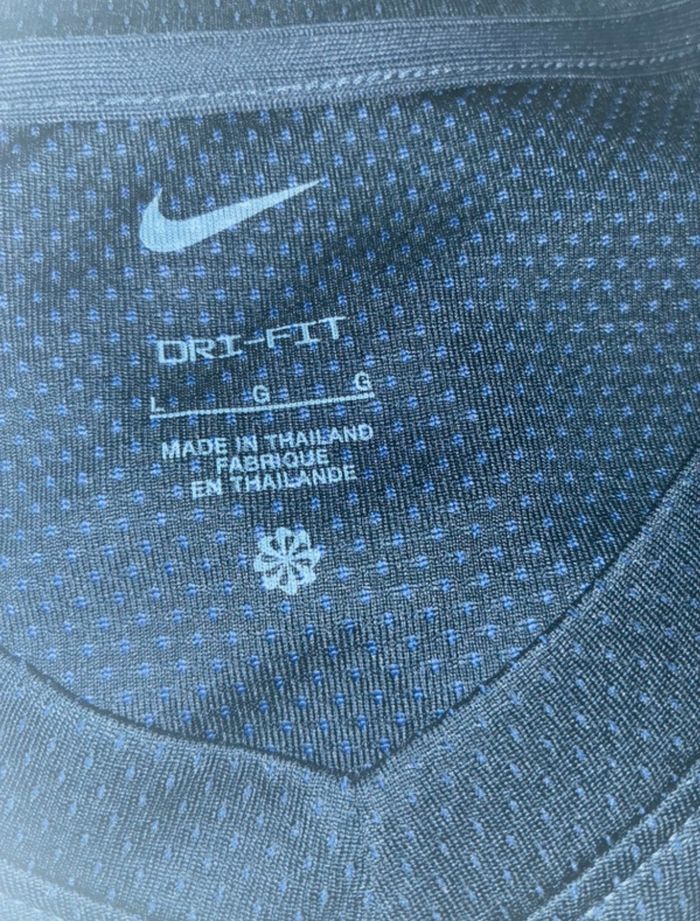 DRI-FIT
L G G
MADE IN THAILAND
FABRIQUE
EN THAILANDE